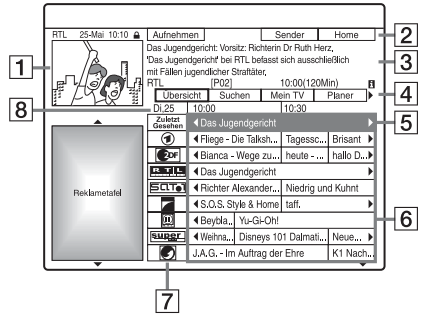 RTL 25-Mai 10:10 Aufnehmen Sender Home
Das Jugendgericht: Vorsitz: Richterin Dr Ruth Herz,
'Das Jugendgericht' bei RTL befasst sich ausschließlich
mit Fällen jugendlicher Straftäter,
RTL [P02] 10:00(120Min)
Übersicht Suchen Mein TV Planer
Di,25 10:00 10:30
Zuletzt Gesehen Das Jugendgericht
Fliege - Die Talksh... Tagessc... Brisant
ZDF Bianca - Wege zu... heute - ... hallo D...
RTL Das Jugendgericht
Richter Alexander... Niedrig und Kuhnt
S.O.S. Style & Home taff.
Beybla.. Yu-Gi-Oh!
super Weihna... Disneys 101 Dalmati... Neue...
J.A.G. - Im Auftrag der Ehre K1 Nach...
Reklametafel
1
2
3
4
5
6
7
8